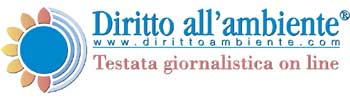 Diritto all'ambiente®
www.dirittoambiente.com
Testata giornalistica on line